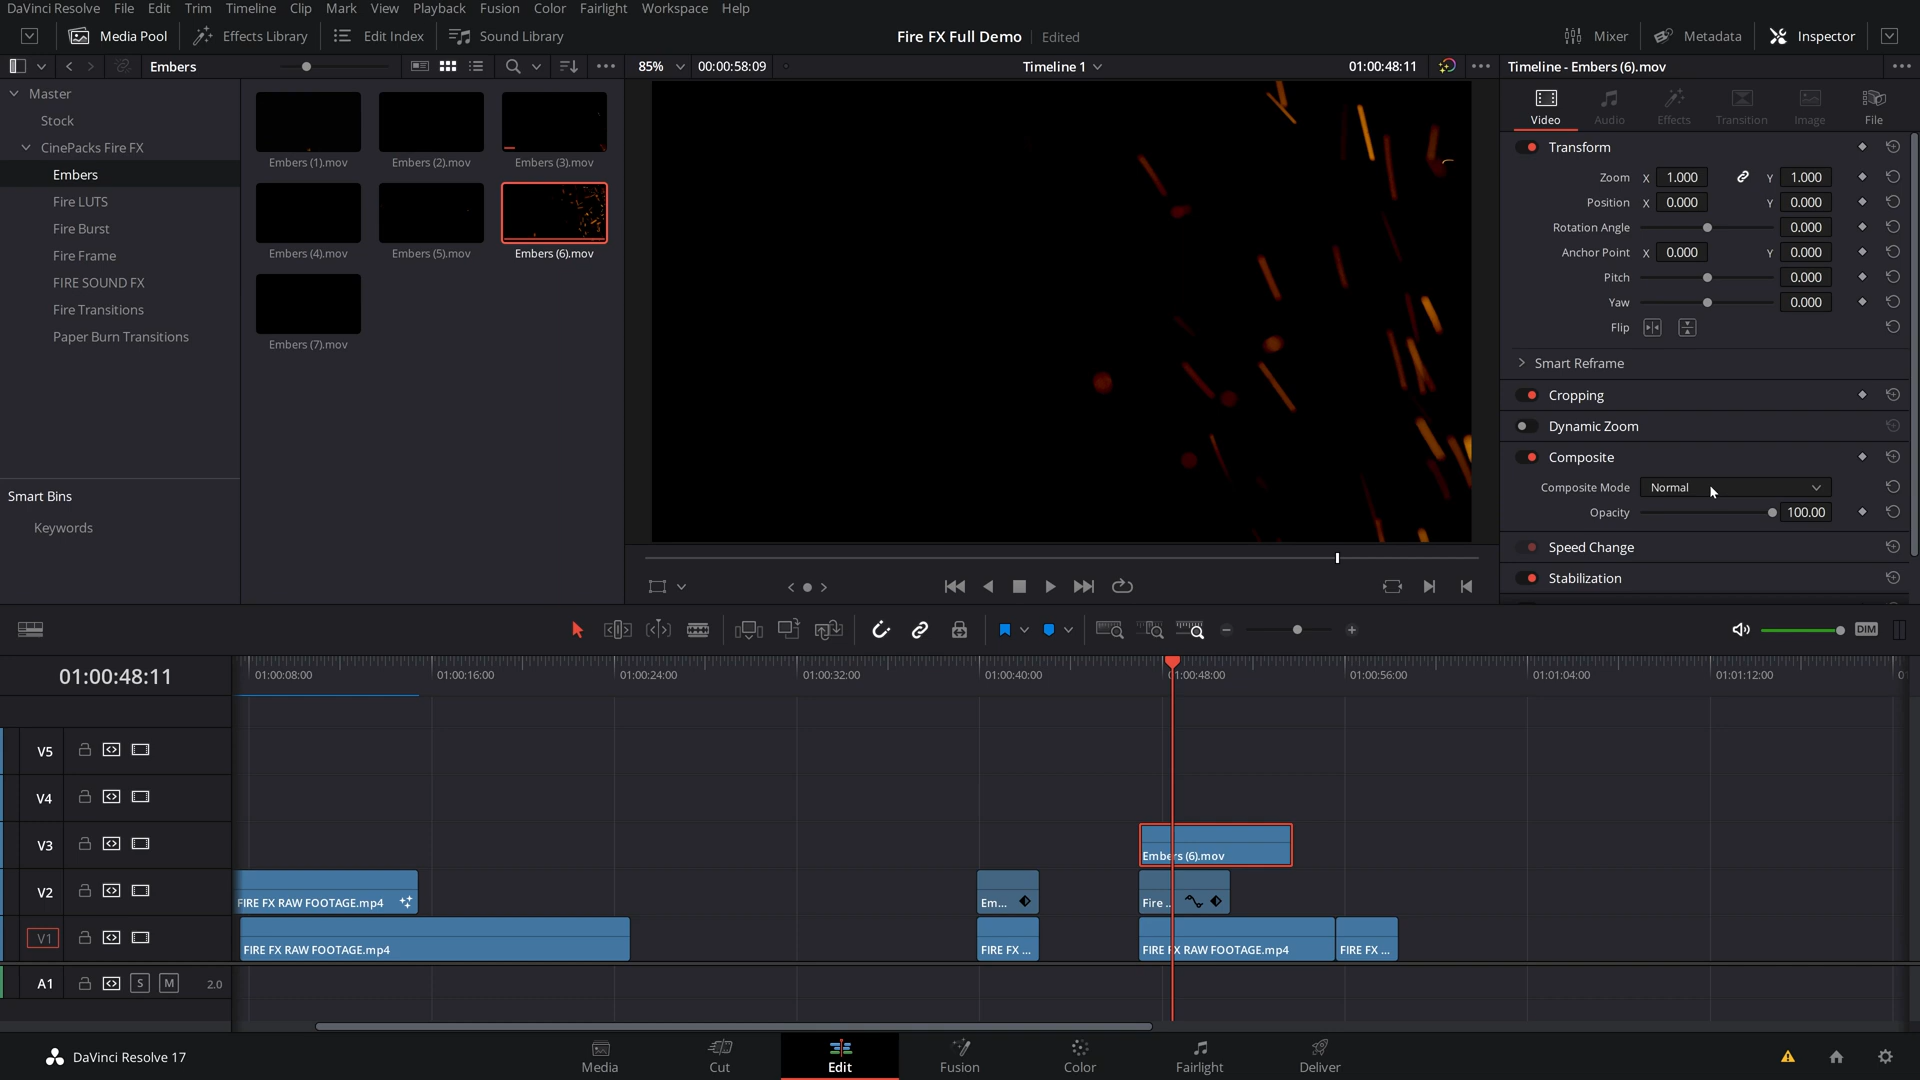 DaVinci Resolve File Edit Trim Timeline Clip Mark View Playback Fusion Color Fairlight Workspace Help
Media Pool Effects Library Edit Index Sound Library Fire FX Full Demo Edited Mixer Metadata Inspector
Embers 85% 00:00:58:09 Timeline 1 01:00:48:11 Timeline - Embers (6).mov
Master
Stock
CinePacks Fire FX
Embers
Fire LUTS
Fire Burst
Fire Frame
FIRE SOUND FX
Fire Transitions
Paper Burn Transitions
Smart Bins
Keywords
Embers (1).mov Embers (2).mov Embers (3).mov
Embers (4).mov Embers (5).mov Embers (6).mov
Embers (7).mov
Video Audio Effects Transition Image File
Transform
Zoom X 1.000 Y 1.000
Position X 0.000 Y 0.000
Rotation Angle 0.000
Anchor Point X 0.000 Y 0.000
Pitch 0.000
Yaw 0.000
Flip
Smart Reframe
Cropping
Dynamic Zoom
Composite
Composite Mode Normal
Opacity 100.00
Speed Change
Stabilization
DIM
01:00:48:11 01:00:08:00 01:00:16:00 01:00:24:00 01:00:32:00 01:00:40:00 01:00:48:00 01:00:56:00 01:01:04:00 01:01:12:00
V5
V4
V3 Embers (6).mov
V2 FIRE FX RAW FOOTAGE.mp4 Em... Fire ..
V1 FIRE FX RAW FOOTAGE.mp4 FIRE FX ... FIRE FX RAW FOOTAGE.mp4 FIRE FX ...
A1 S M 2.0
DaVinci Resolve 17 Media Cut Edit Fusion Color Fairlight Deliver